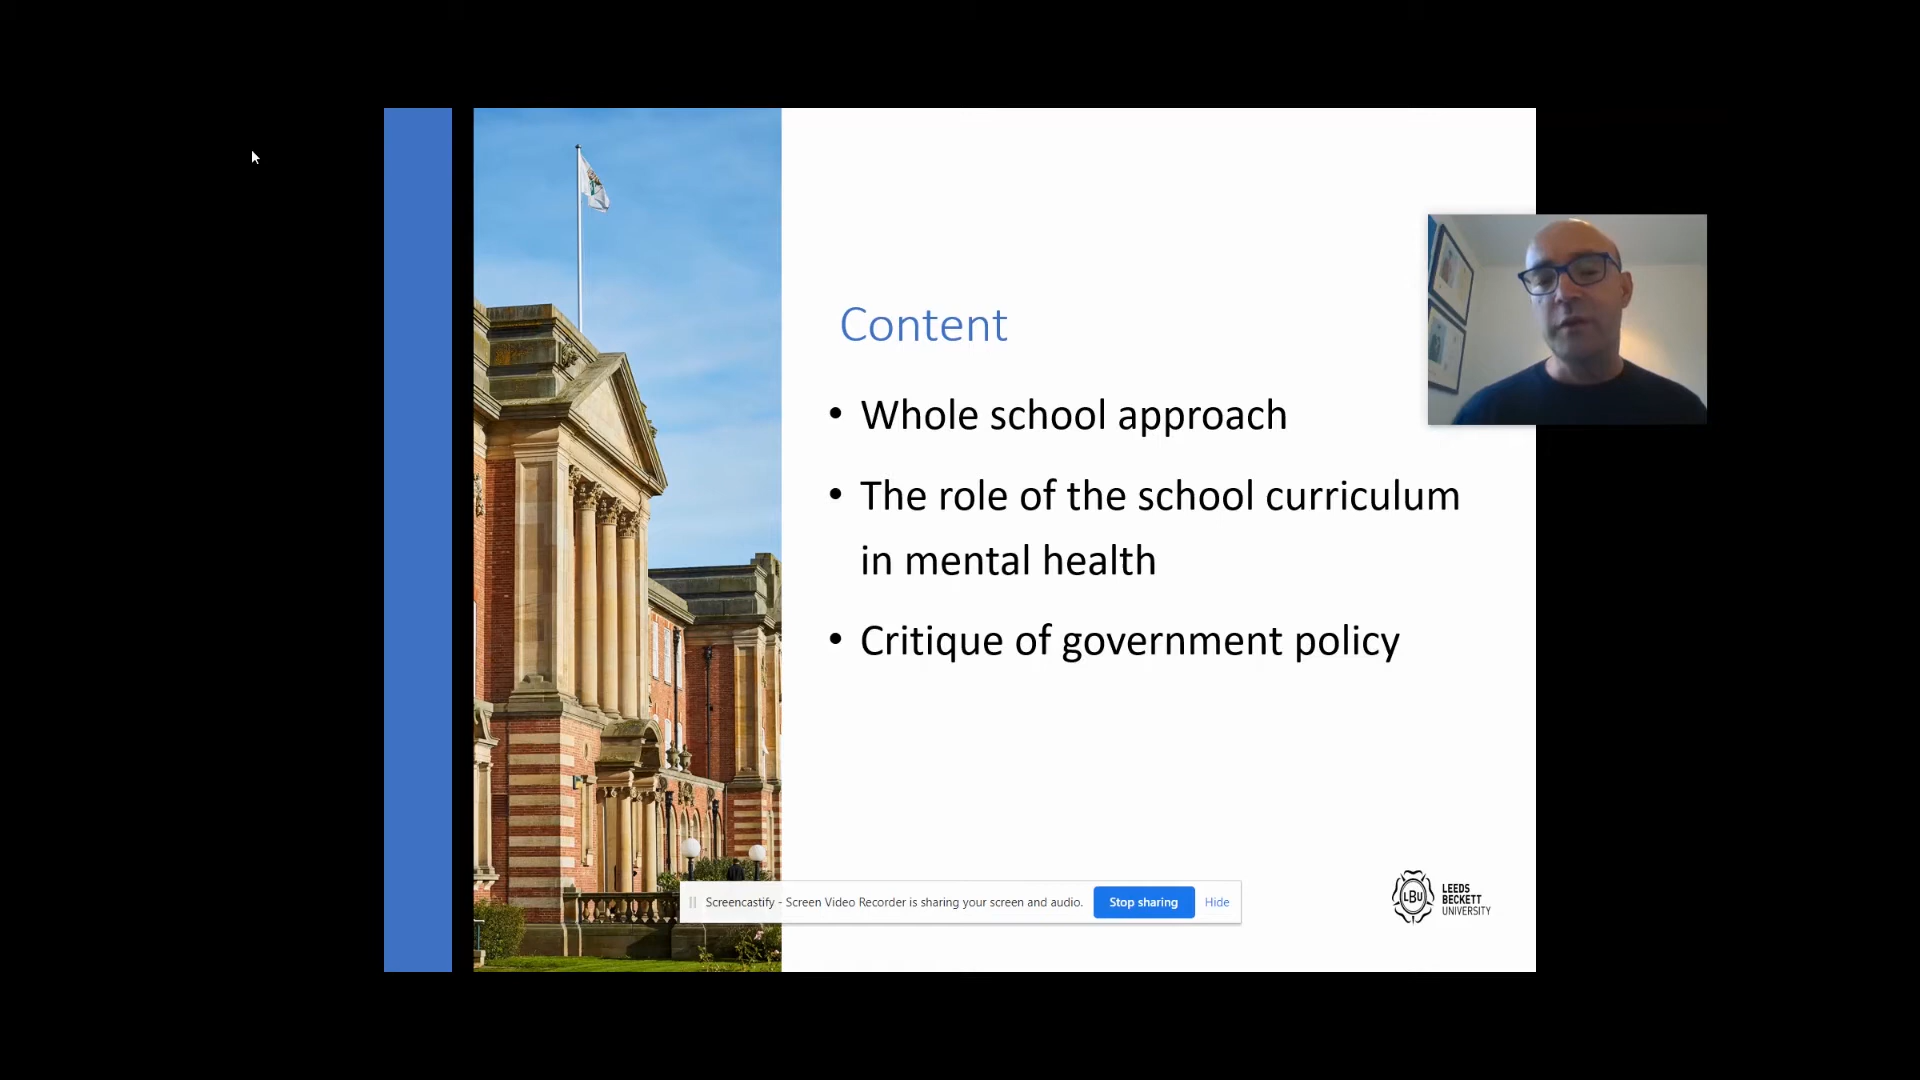 Content
• Whole school approach
• The role of the school curriculum
in mental health
• Critique of government policy
Screencastify - Screen Video Recorder is sharing your screen and audio.
Stop sharing
Hide
LBU
LEEDS
BECKETT
UNIVERSITY